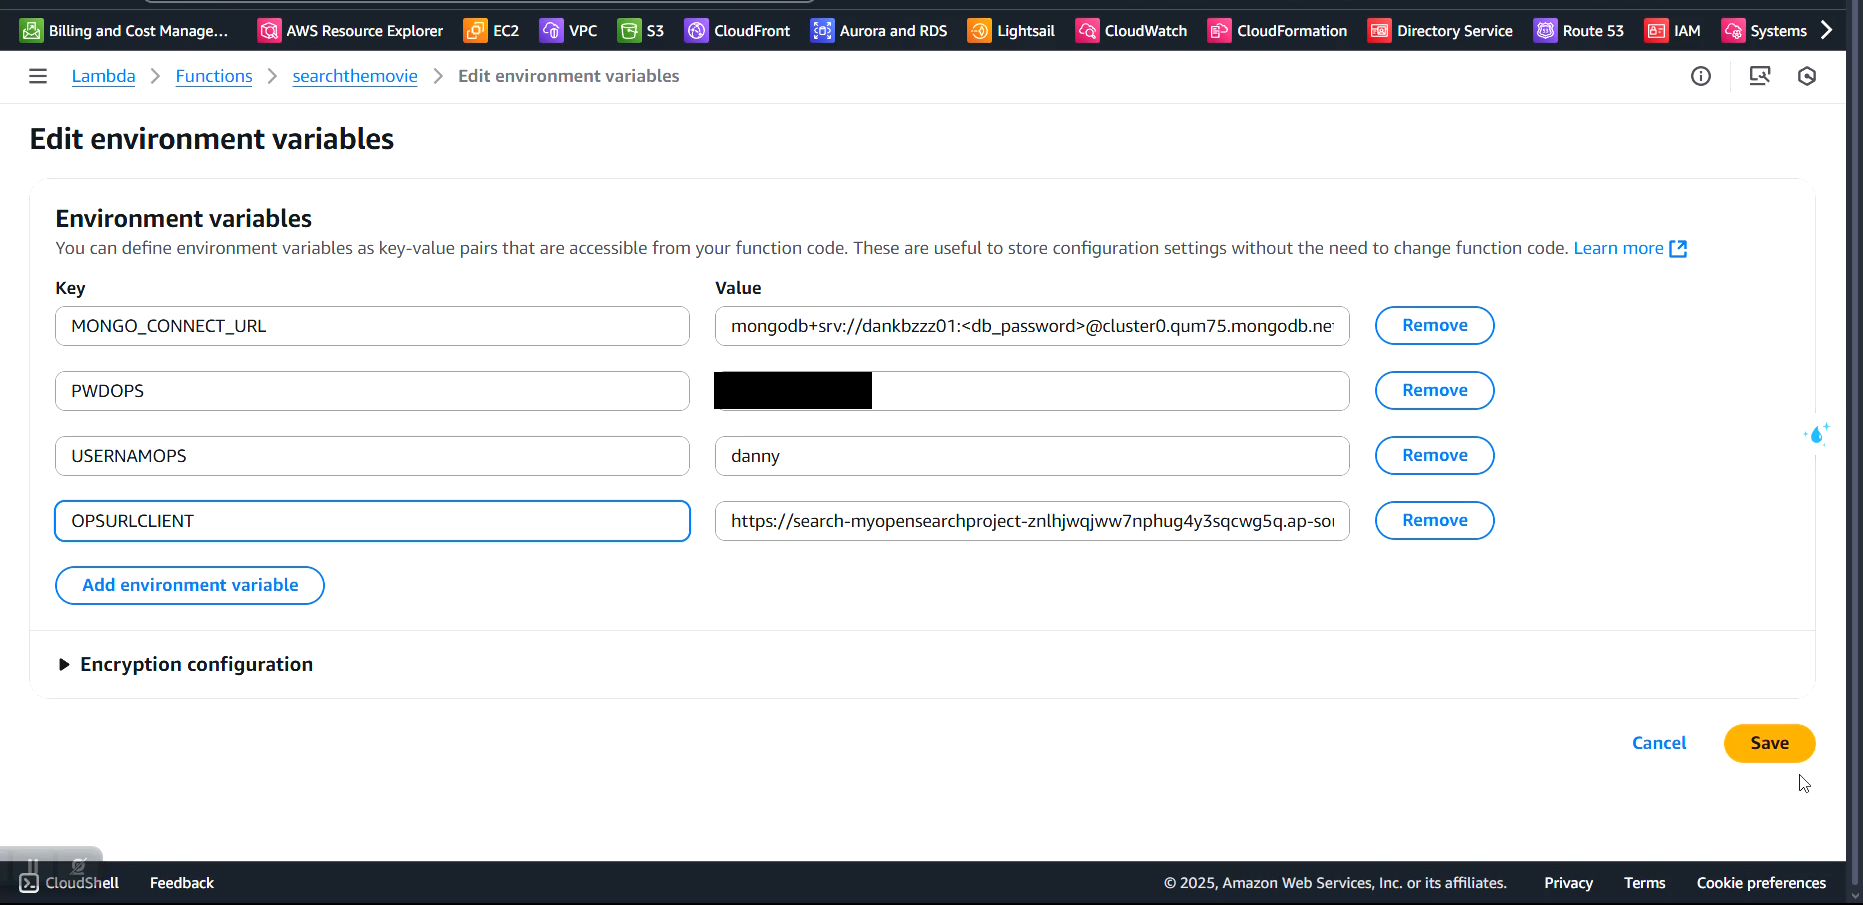 Billing and Cost Manage... AWS Resource Explorer EC2 VPC S3 CloudFront Aurora and RDS Lightsail CloudWatch CloudFormation Directory Service Route 53 IAM Systems
Lambda Functions searchthemovie Edit environment variables
Edit environment variables
Environment variables
You can define environment variables as key-value pairs that are accessible from your function code. These are useful to store configuration settings without the need to change function code. Learn more
Key Value
MONGO_CONNECT_URL mongodb+srv://dankbzzz01:<db_password>@cluster0.qum75.mongodb.ne Remove
PWDOPS Remove
USERNAMOPS danny Remove
OPSURLCLIENT https://search-myopensearchproject-znlhjwqjww7nphug4y3sqcwg5q.ap-sou Remove
Add environment variable
Encryption configuration
Cancel Save
CloudShell Feedback © 2025, Amazon Web Services, Inc. or its affiliates. Privacy Terms Cookie preferences